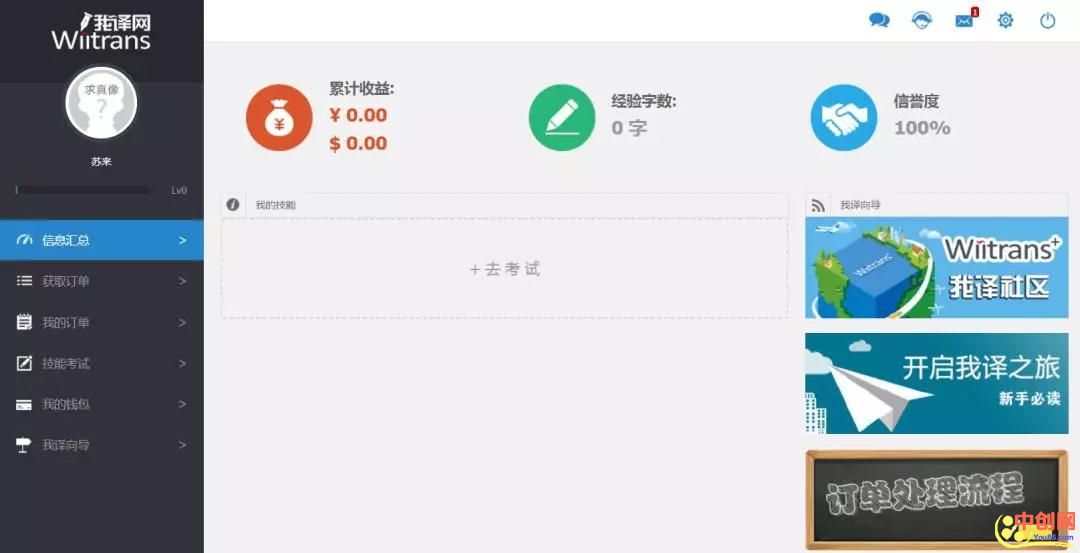 我译网
Wiitrans
求真像
?
苏来
Lv0
信息汇总 >
获取订单 >
我的订单 >
技能考试 >
我的钱包 >
我译向导 >
1
累计收益:
¥ 0.00
$ 0.00
经验字数:
0 字
信誉度
100%
我的技能
+ 去考试
我译向导
Wiitrans
Wiitrans+
我译社区
开启我译之旅
新手必读
订单处理流程
中创网